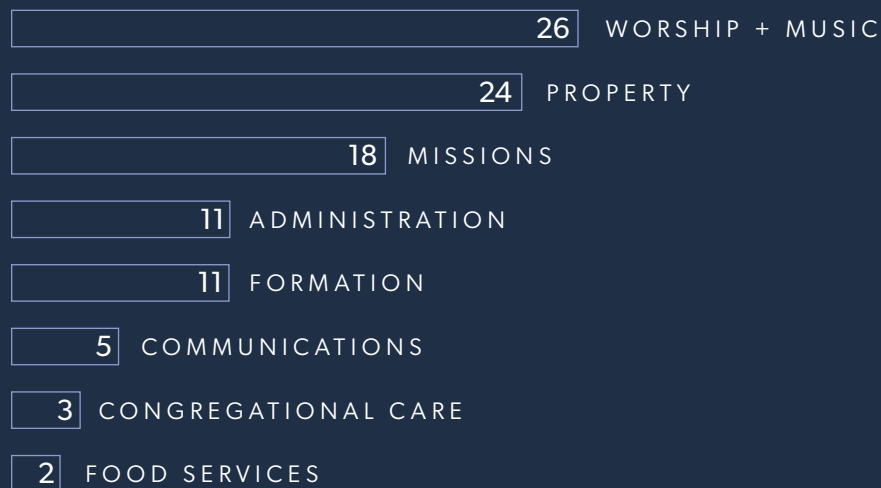 26 WORSHIP + MUSIC
24 PROPERTY
18 MISSIONS
11 ADMINISTRATION
11 FORMATION
5 COMMUNICATIONS
3 CONGREGATIONAL CARE
2 FOOD SERVICES